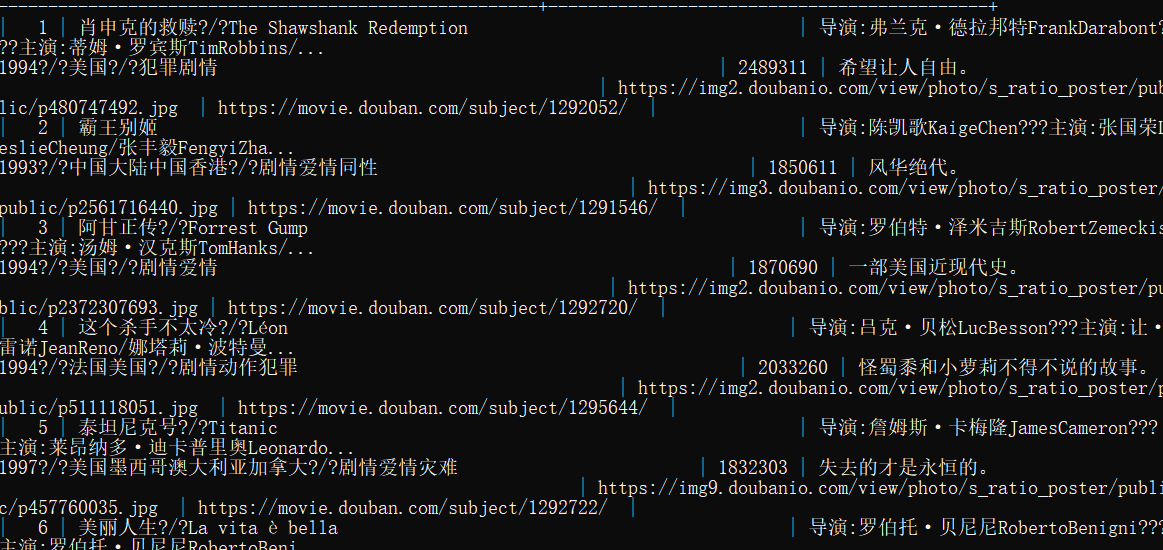 | 1 | 肖申克的救赎?/?The Shawshank Redemption | 导演:弗兰克·德拉邦特FrankDarabont?
??主演:蒂姆·罗宾斯TimRobbins/...
1994?/?美国?/?犯罪剧情 | 2489311 | 希望让人自由。
| https://img2.doubanio.com/view/photo/s_ratio_poster/pub
lic/p480747492.jpg | https://movie.douban.com/subject/1292052/ |
| 2 | 霸王别姬 | 导演:陈凯歌KaigeChen???主演:张国荣L
eslieCheung/张丰毅FengyiZha...
1993?/?中国大陆中国香港?/?剧情爱情同性 | 1850611 | 风华绝代。
| https://img3.doubanio.com/view/photo/s_ratio_poster/
public/p2561716440.jpg | https://movie.douban.com/subject/1291546/ |
| 3 | 阿甘正传?/?Forrest Gump | 导演:罗伯特·泽米吉斯RobertZemeckis
???主演:汤姆·汉克斯TomHanks/...
1994?/?美国?/?剧情爱情 | 1870690 | 一部美国近现代史。
| https://img2.doubanio.com/view/photo/s_ratio_poster/pu
blic/p2372307693.jpg | https://movie.douban.com/subject/1292720/ |
| 4 | 这个杀手不太冷?/?Léon | 导演:吕克·贝松LucBesson???主演:让·
雷诺JeanReno/娜塔莉·波特曼...
1994?/?法国美国?/?剧情动作犯罪 | 2033260 | 怪蜀黍和小萝莉不得不说的故事。
| https://img2.doubanio.com/view/photo/s_ratio_poster/p
ublic/p511118051.jpg | https://movie.douban.com/subject/1295644/ |
| 5 | 泰坦尼克号?/?Titanic | 导演:詹姆斯·卡梅隆JamesCameron???
主演:莱昂纳多·迪卡普里奥Leonardo...
1997?/?美国墨西哥澳大利亚加拿大?/?剧情爱情灾难 | 1832303 | 失去的才是永恒的。
| https://img9.doubanio.com/view/photo/s_ratio_poster/publi
c/p457760035.jpg | https://movie.douban.com/subject/1292722/ |
| 6 | 美丽人生?/?La vita è bella | 导演:罗伯托·贝尼尼RobertoBenigni???
主演:罗伯托·贝尼尼RobertoBeni